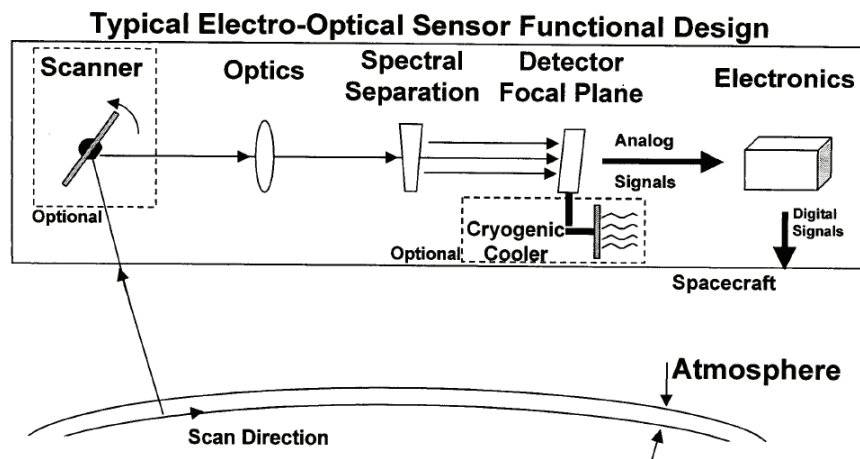 Typical Electro-Optical Sensor Functional Design
Scanner
Optics
Spectral
Separation
Detector
Focal Plane
Electronics
Analog
Signals
Optional
Cryogenic
Cooler
Optional
Digital
Signals
Spacecraft
Atmosphere
Scan Direction